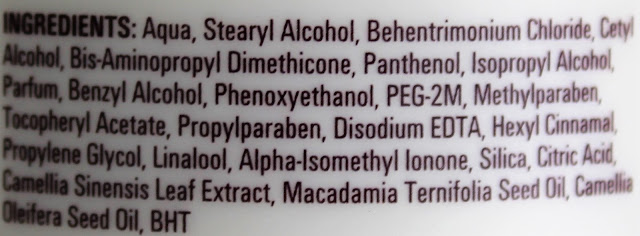 INGREDIENTS: Aqua, Stearyl Alcohol, Behentrimonium Chloride, Cetyl
Alcohol, Bis-Aminopropyl Dimethicone, Panthenol, Isopropyl Alcohol,
Parfum, Benzyl Alcohol, Phenoxyethanol, PEG-2M, Methylparaben,
Tocopheryl Acetate, Propylparaben, Disodium EDTA, Hexyl Cinnamal,
Propylene Glycol, Linalool, Alpha-Isomethyl Ionone, Silica, Citric Acid,
Camellia Sinensis Leaf Extract, Macadamia Ternifolia Seed Oil, Camellia
Oleifera Seed Oil, BHT